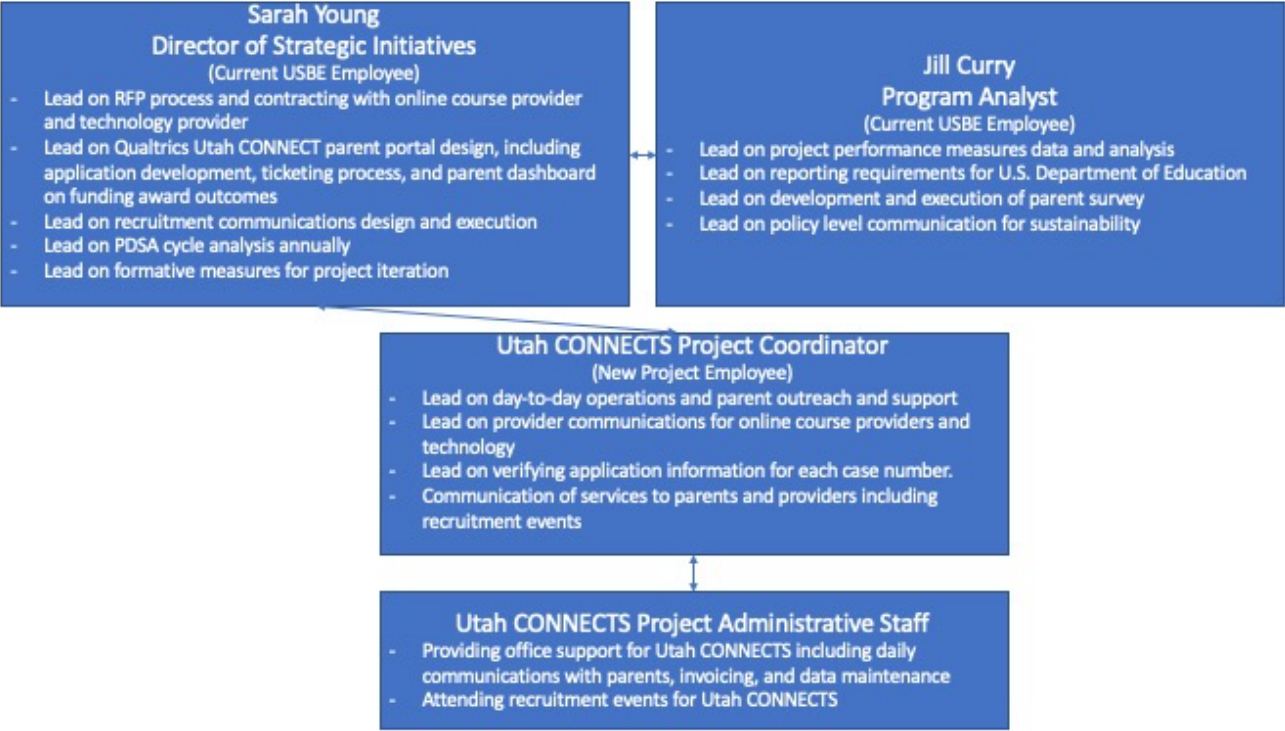 Sarah Young
Director of Strategic Initiatives
(Current USBE Employee)
- Lead on RFP process and contracting with online course provider
and technology provider
- Lead on Qualtrics Utah CONNECT parent portal design, including
application development, ticketing process, and parent dashboard
on funding award outcomes
- Lead on recruitment communications design and execution
- Lead on PDSA cycle analysis annually
- Lead on formative measures for project iteration
Jill Curry
Program Analyst
(Current USBE Employee)
- Lead on project performance measures data and analysis
- Lead on reporting requirements for U.S. Department of Education
- Lead on development and execution of parent survey
- Lead on policy level communication for sustainability
Utah CONNECTS Project Coordinator
(New Project Employee)
- Lead on day-to-day operations and parent outreach and support
- Lead on provider communications for online course providers and
technology
- Lead on verifying application information for each case number.
- Communication of services to parents and providers including
recruitment events
Utah CONNECTS Project Administrative Staff
- Providing office support for Utah CONNECTS including daily
communications with parents, invoicing, and data maintenance
- Attending recruitment events for Utah CONNECTS